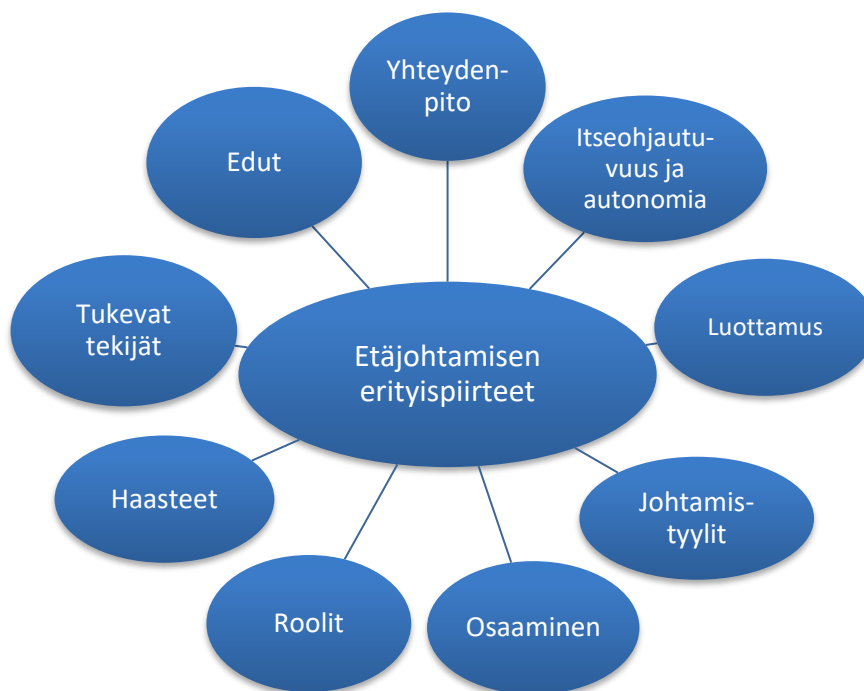 Yhteyden-
pito
Itseohjautu-
vuus ja
autonomia
Edut
Luottamus
Tukevat
tekijät
Etäjohtamisen
erityispiirteet
Johtamis-
tyylit
Haasteet
Osaaminen
Roolit